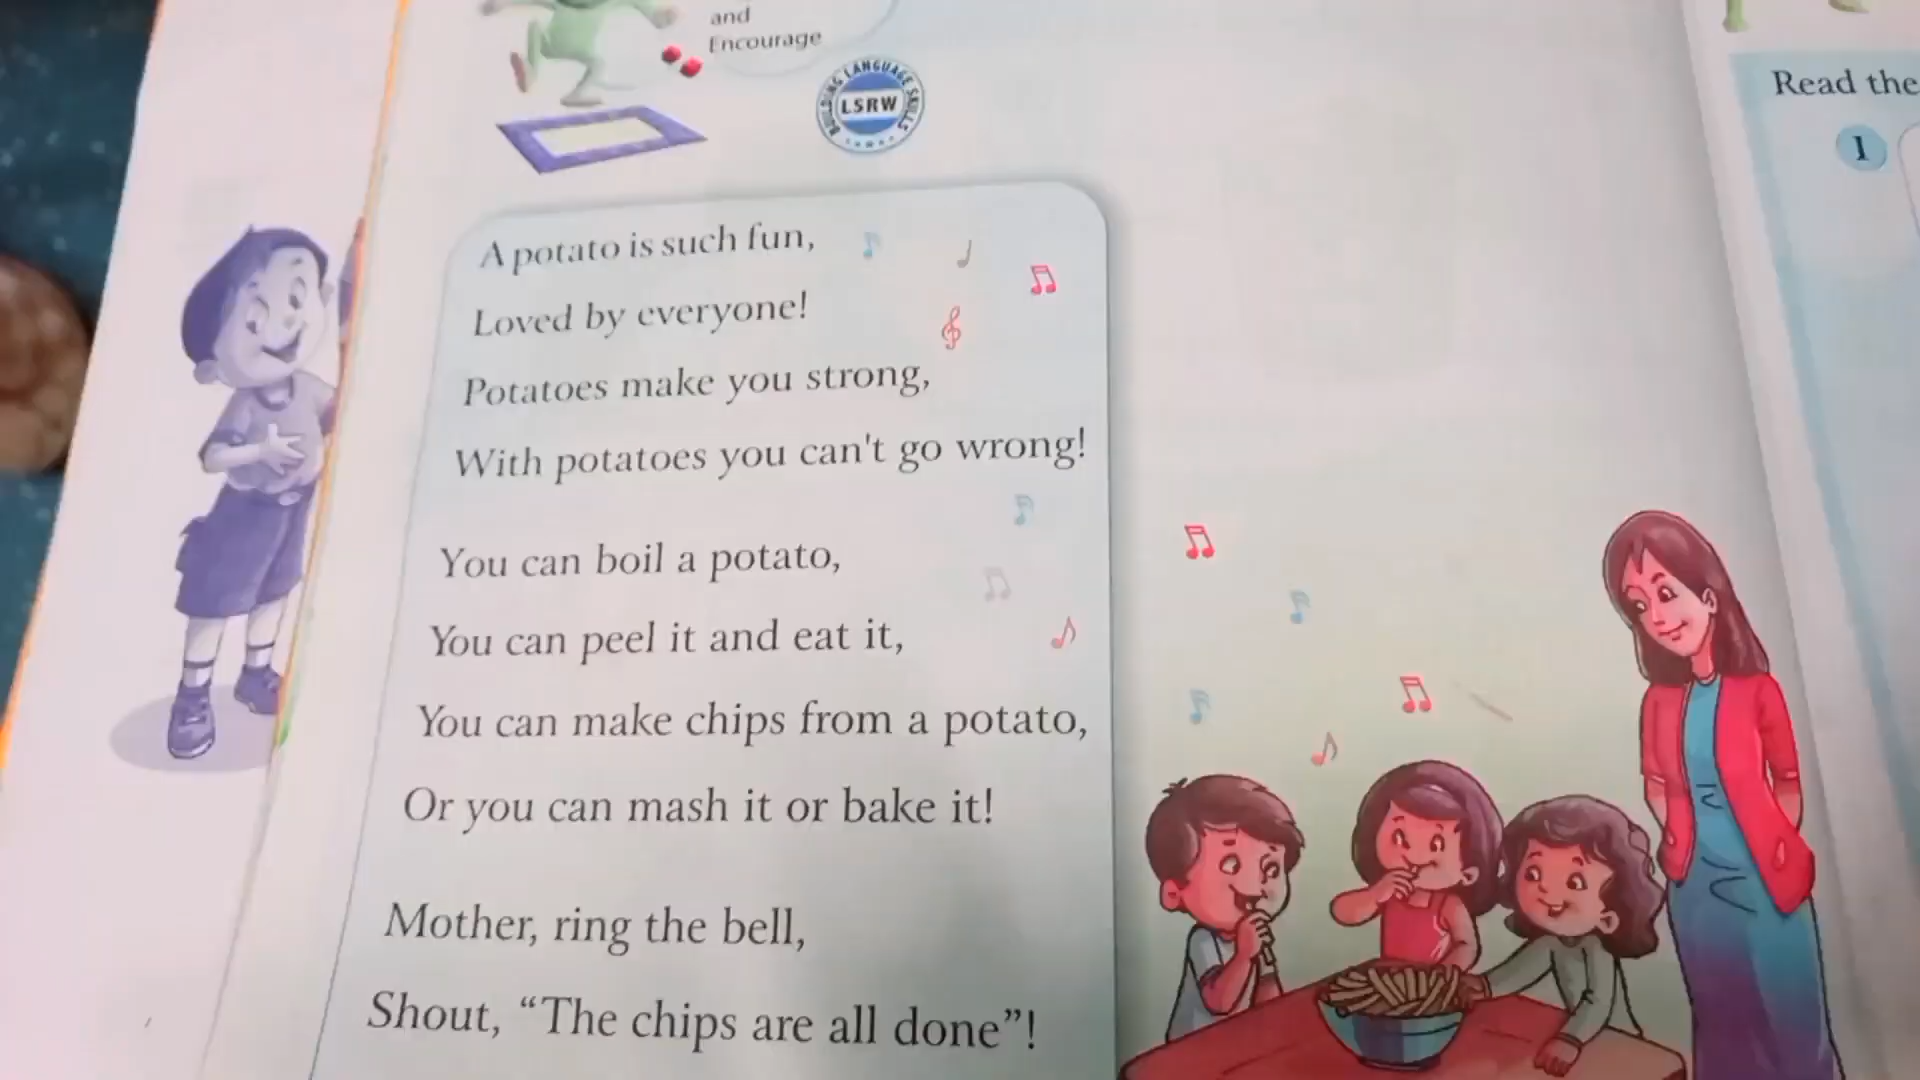 and
Encourage
BUILDING LANGUAGE SKILLS
LSRW
A potato is such fun,
Loved by everyone!
Potatoes make you strong,
With potatoes you can't go wrong!
You can boil a potato,
You can peel it and eat it,
You can make chips from a potato,
Or you can mash it or bake it!
Mother, ring the bell,
Shout, “The chips are all done”!
Read the
1